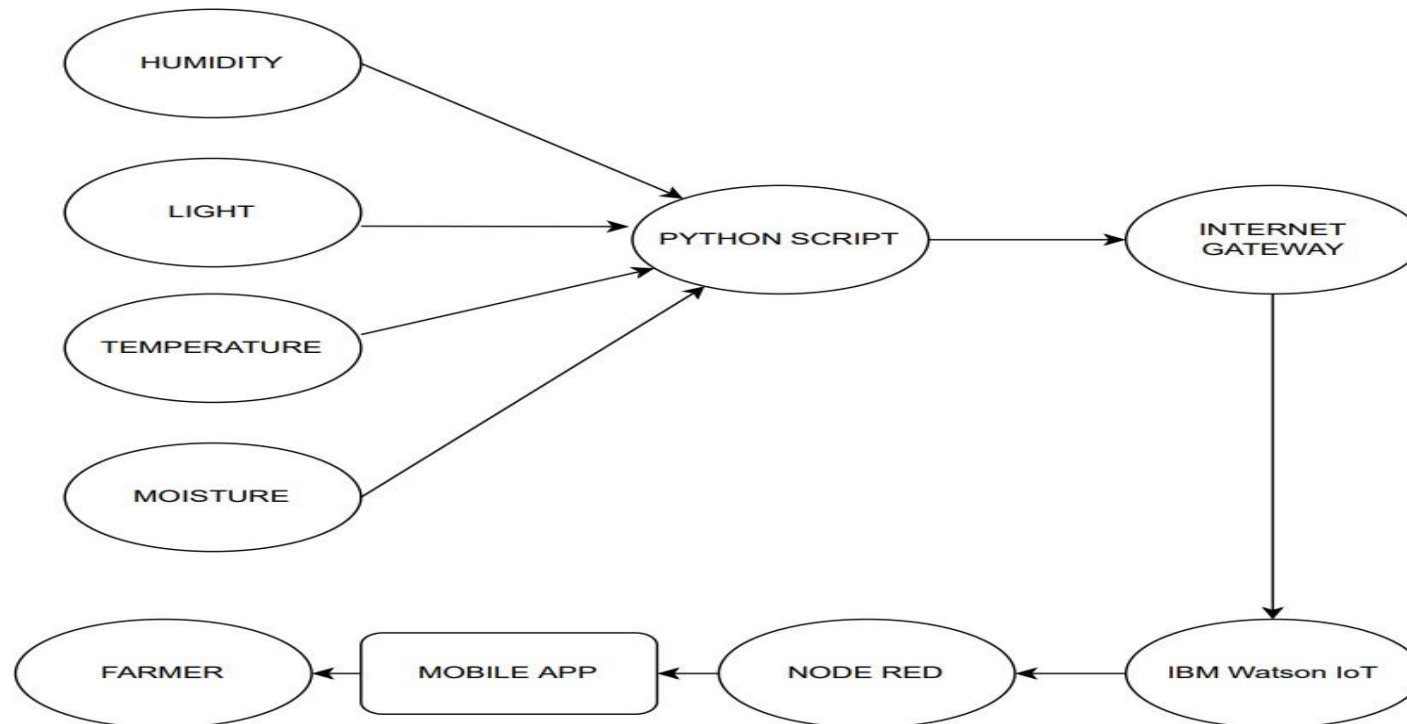 HUMIDITY
LIGHT
TEMPERATURE
MOISTURE
PYTHON SCRIPT
INTERNET
GATEWAY
IBM Watson IoT
NODE RED
MOBILE APP
FARMER